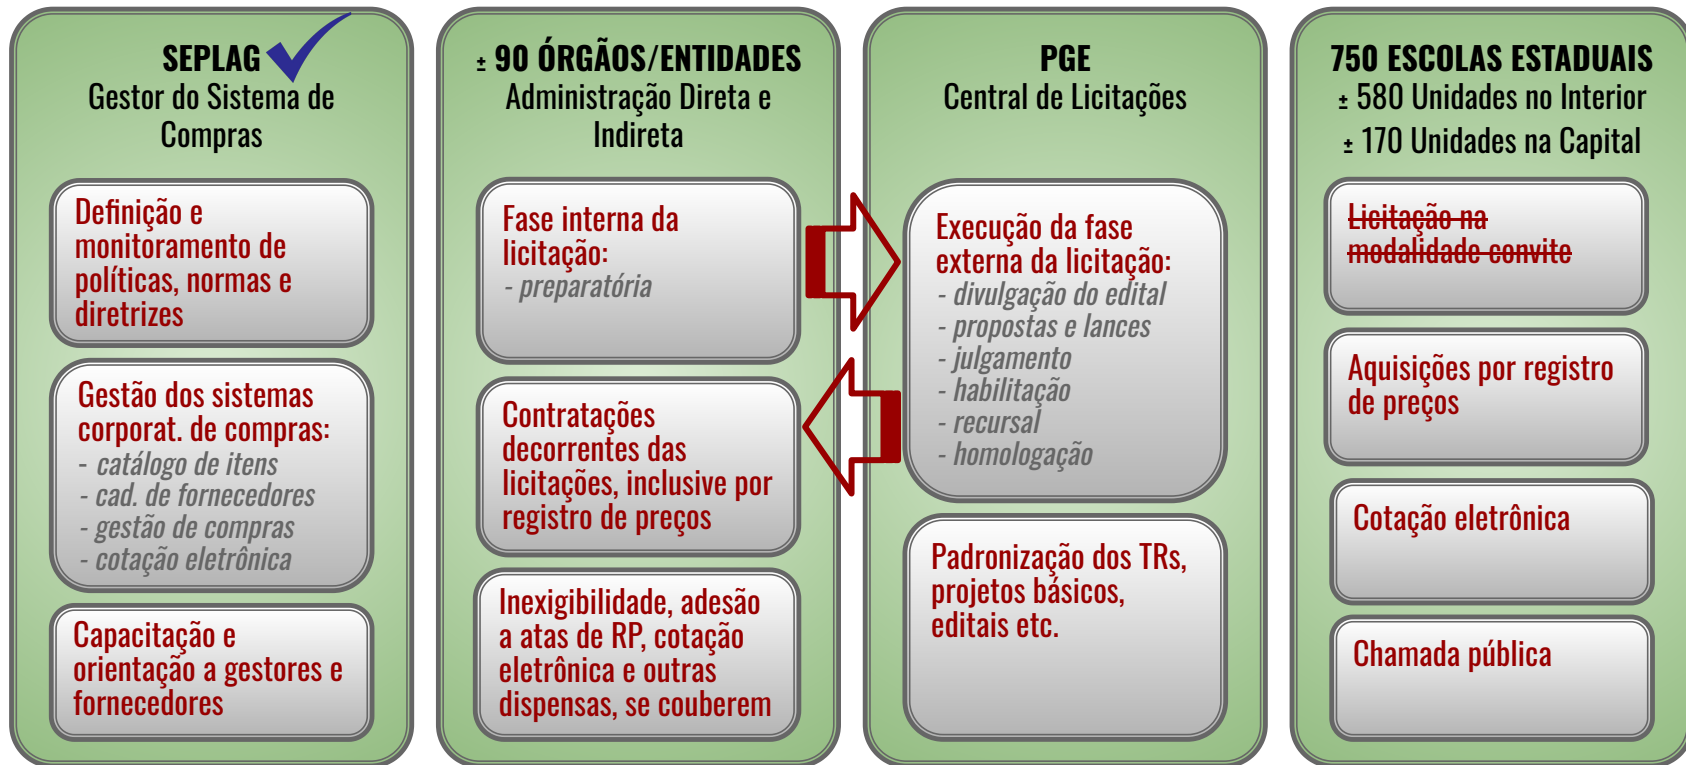 SEPLAG
Gestor do Sistema de
Compras
Definição e
monitoramento de
políticas, normas e
diretrizes
Gestão dos sistemas
corporat. de compras:
- catálogo de itens
- cad. de fornecedores
- gestão de compras
- cotação eletrônica
Capacitação e
orientação a gestores e
fornecedores
± 90 ÓRGÃOS/ENTIDADES
Administração Direta e
Indireta
Fase interna da
licitação:
- preparatória
Contratações
decorrentes das
licitações, inclusive por
registro de preços
Inexigibilidade, adesão
a atas de RP, cotação
eletrônica e outras
dispensas, se couberem
PGE
Central de Licitações
Execução da fase
externa da licitação:
- divulgação do edital
- propostas e lances
- julgamento
- habilitação
- recursal
- homologação
Padronização dos TRs,
projetos básicos,
editais etc.
750 ESCOLAS ESTADUAIS
± 580 Unidades no Interior
± 170 Unidades na Capital
Licitação na
modalidade convite
Aquisições por registro
de preços
Cotação eletrônica
Chamada pública